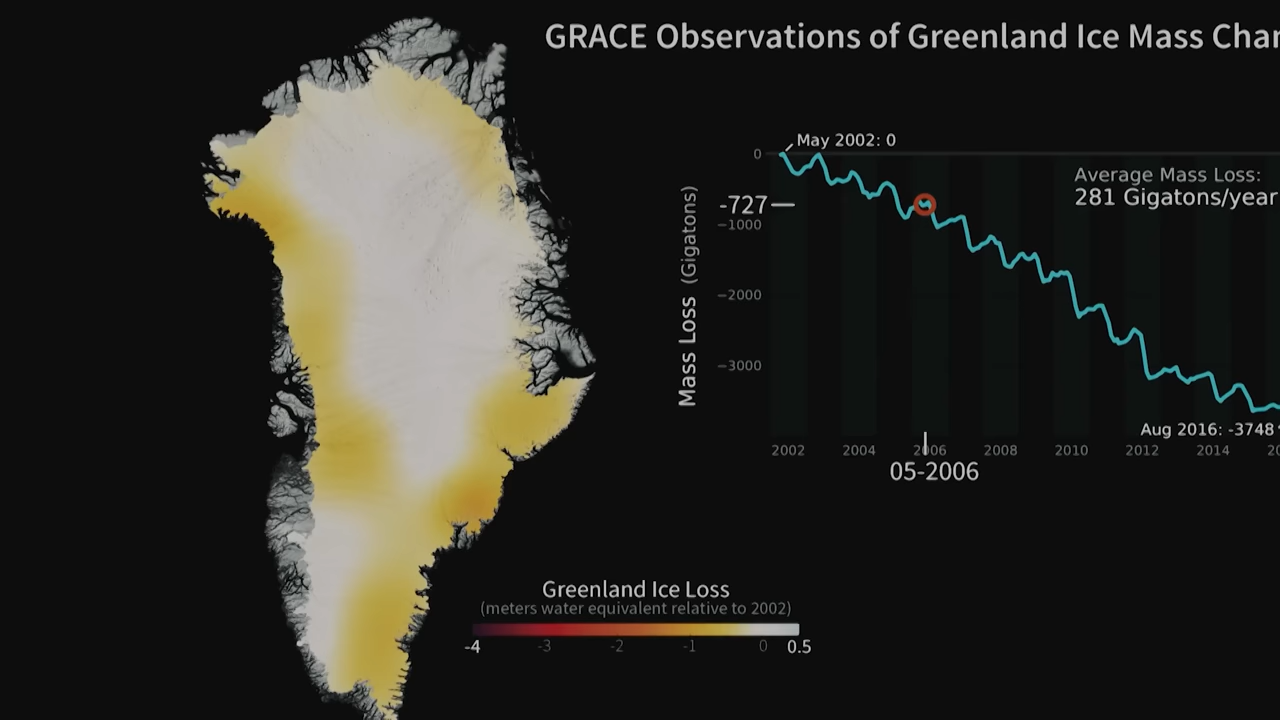 GRACE Observations of Greenland Ice Mass Char
May 2002: 0
0
Average Mass Loss:
281 Gigatons/year
-727
−1000
−2000
−3000
Mass Loss (Gigatons)
Aug 2016: -3748
2002 2004 2006 2008 2010 2012 2014 20
05-2006
Greenland Ice Loss
(meters water equivalent relative to 2002)
-4 -3 -2 -1 0 0.5